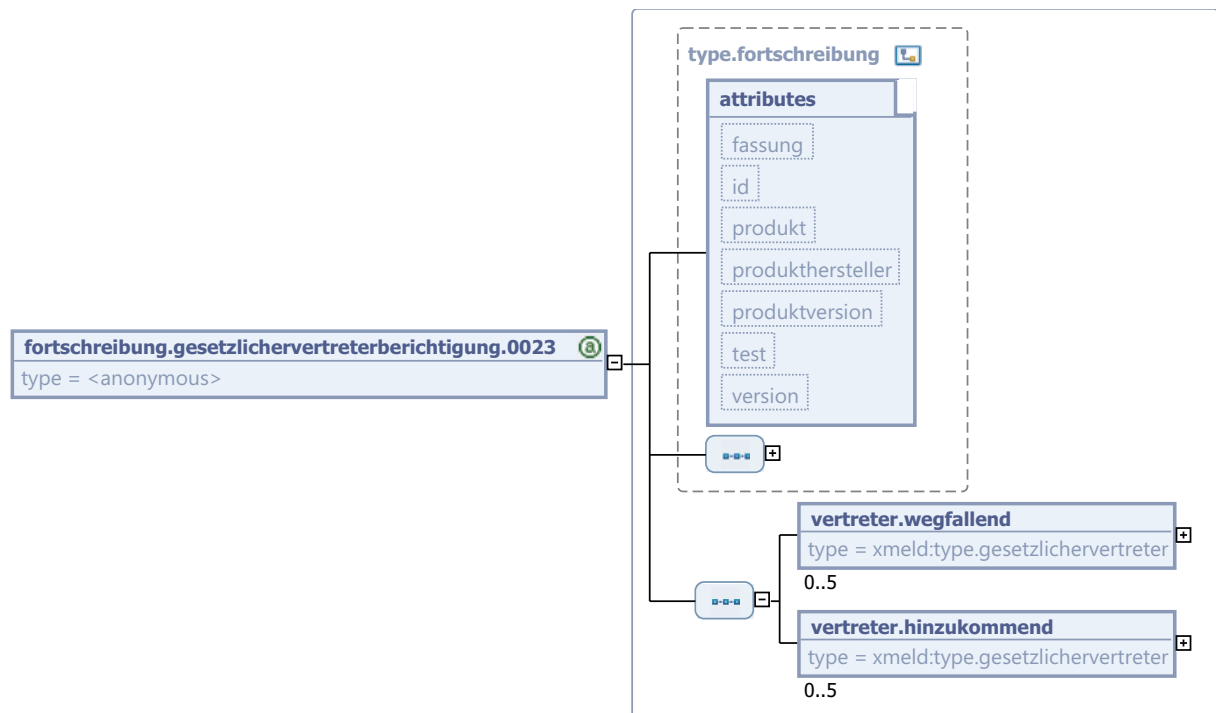 type.fortschreibung
attributes
fassung
id
produkt
produkthersteller
produktversion
test
version
fortschreibung.gesetzlichervertreterberichtigung.0023 a
type = <anonymous>
vertreter.wegfallend
type = xmeld:type.gesetzlichervertreter
0..5
vertreter.hinzukommend
type = xmeld:type.gesetzlichervertreter
0..5